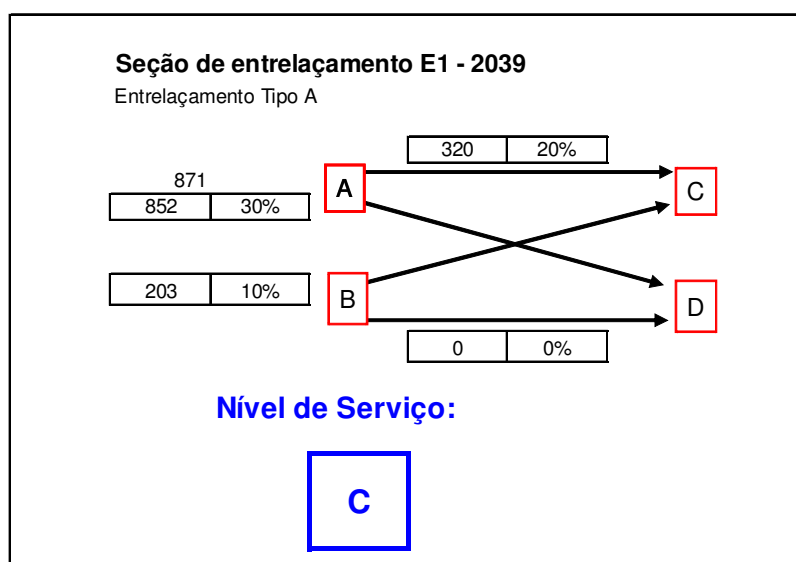 Seção de entrelaçamento E1 - 2039
Entrelaçamento Tipo A
320 20%
871
A
C
852 30%
203 10%
B
D
0 0%
Nível de Serviço:
C